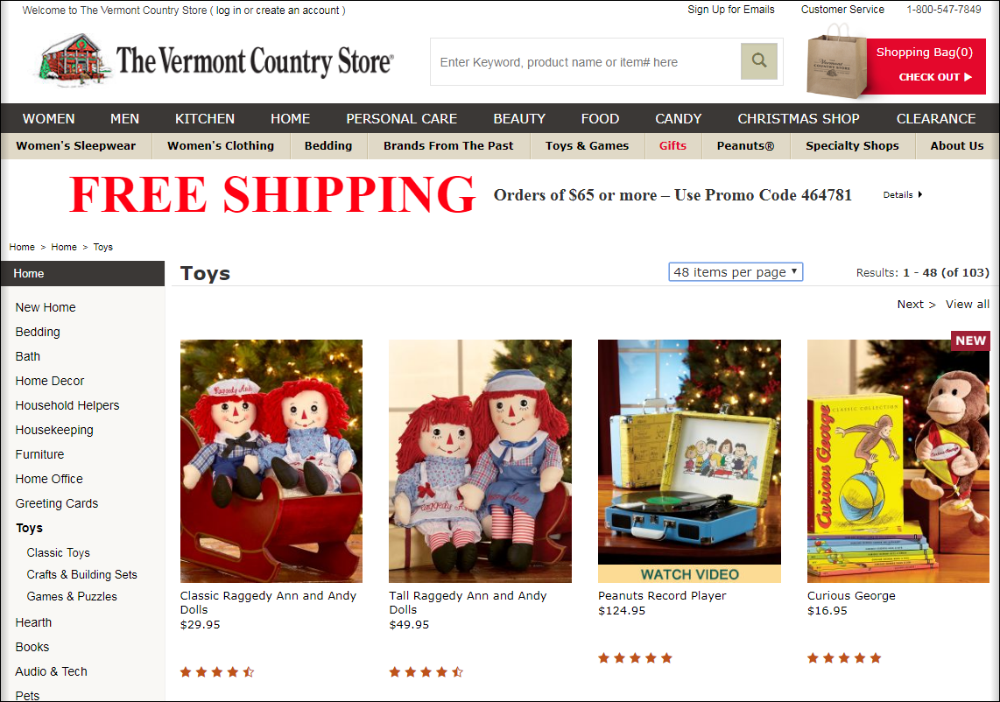 Welcome to The Vermont Country Store ( log in or create an account )
Sign Up for Emails
Customer Service
1-800-547-7849
The Vermont Country Store®
Enter Keyword, product name or item# here
Shopping Bag(0)
CHECK OUT
WOMEN MEN KITCHEN HOME PERSONAL CARE BEAUTY FOOD CANDY CHRISTMAS SHOP CLEARANCE
Women's Sleepwear Women's Clothing Bedding Brands From The Past Toys & Games Gifts Peanuts® Specialty Shops About Us
FREE SHIPPING
Orders of $65 or more – Use Promo Code 464781
Details
Home > Home > Toys
Home
New Home
Bedding
Bath
Home Decor
Household Helpers
Housekeeping
Furniture
Home Office
Greeting Cards
Toys
Classic Toys
Crafts & Building Sets
Games & Puzzles
Hearth
Books
Audio & Tech
Pets
Toys
48 items per page
Results: 1 - 48 (of 103)
Next > View all
Raggedy Ann
Classic Raggedy Ann and Andy
Dolls
$29.95
Raggedy Ann
Tall Raggedy Ann and Andy
Dolls
$49.95
WATCH VIDEO
Peanuts Record Player
$124.95
NEW
CLASSIC COLLECTION
Curious George
Curious George
Curious George
$16.95